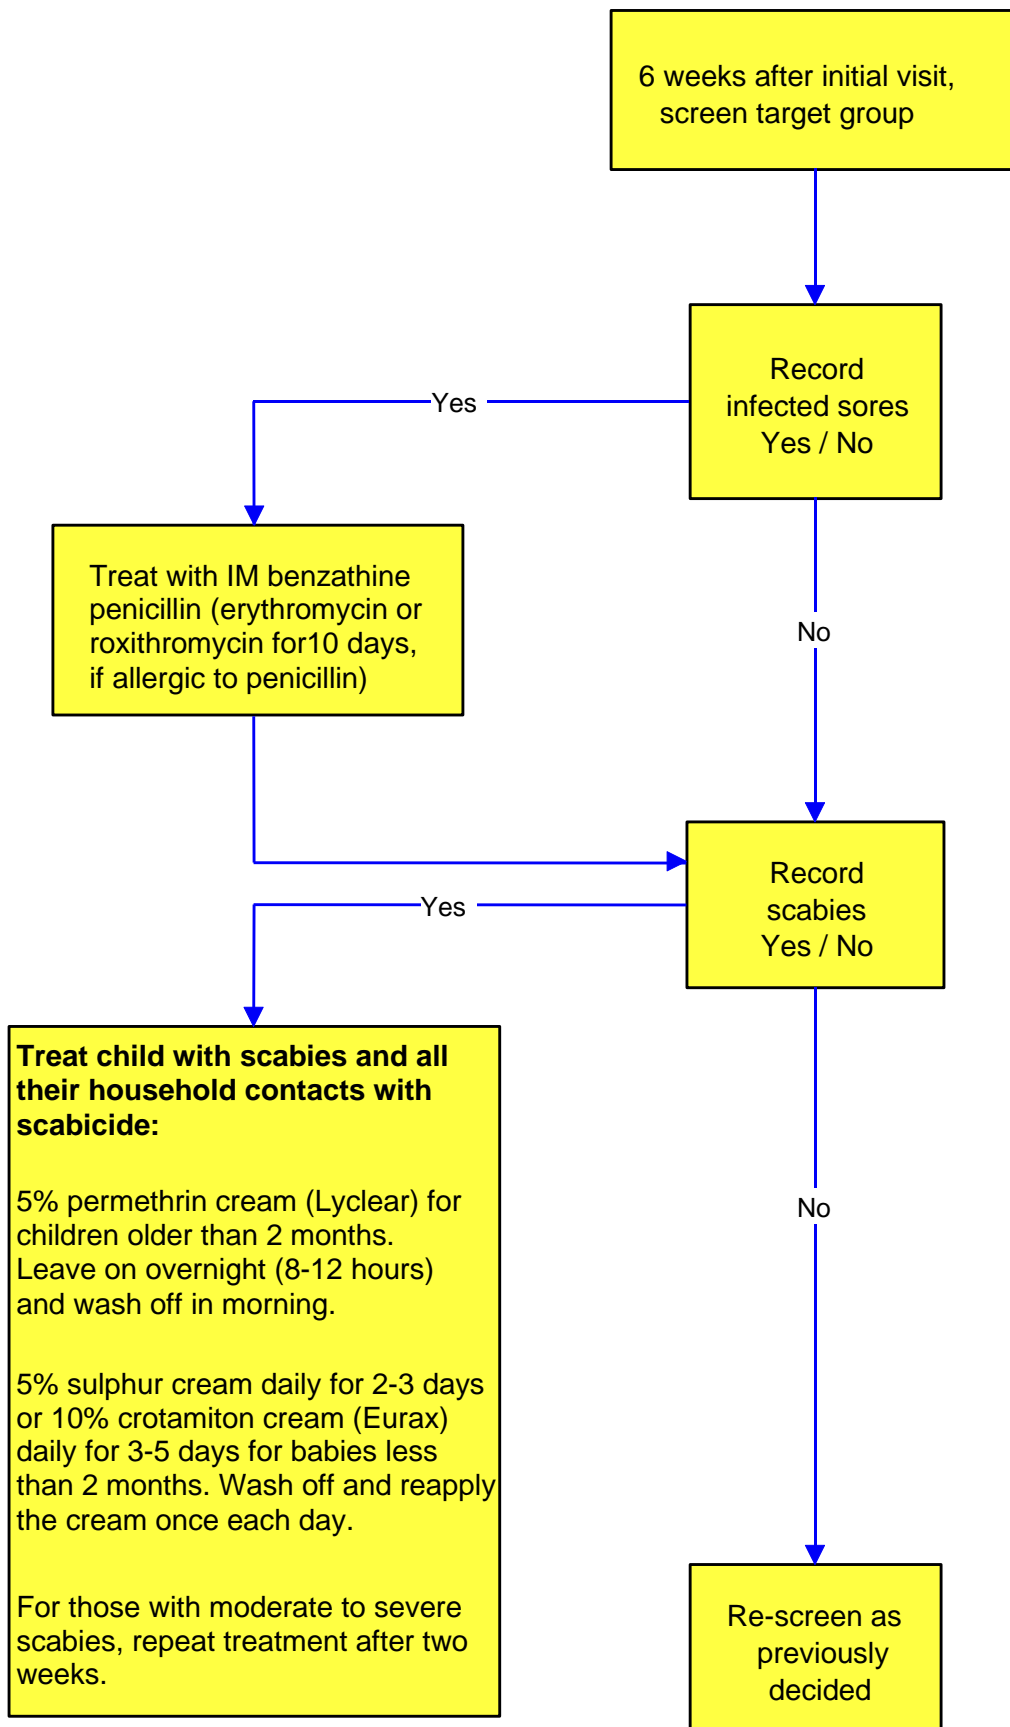 6 weeks after initial visit,
screen target group
Record
infected sores
Yes / No
Yes
Treat with IM benzathine
penicillin (erythromycin or
roxithromycin for10 days,
if allergic to penicillin)
No
Record
scabies
Yes / No
Yes
Treat child with scabies and all
their household contacts with
scabicide:
5% permethrin cream (Lyclear) for
children older than 2 months.
Leave on overnight (8-12 hours)
and wash off in morning.
5% sulphur cream daily for 2-3 days
or 10% crotamiton cream (Eurax)
daily for 3-5 days for babies less
than 2 months. Wash off and reapply
the cream once each day.
For those with moderate to severe
scabies, repeat treatment after two
weeks.
No
Re-screen as
previously
decided